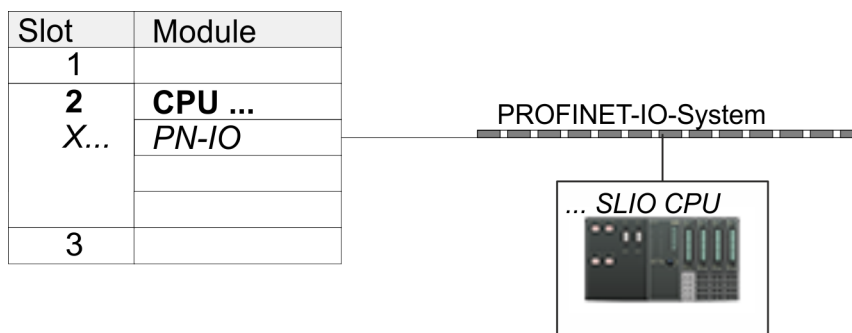 Slot Module
1
2 CPU ...
X... PN-IO
3
PROFINET-IO-System
... SLIO CPU